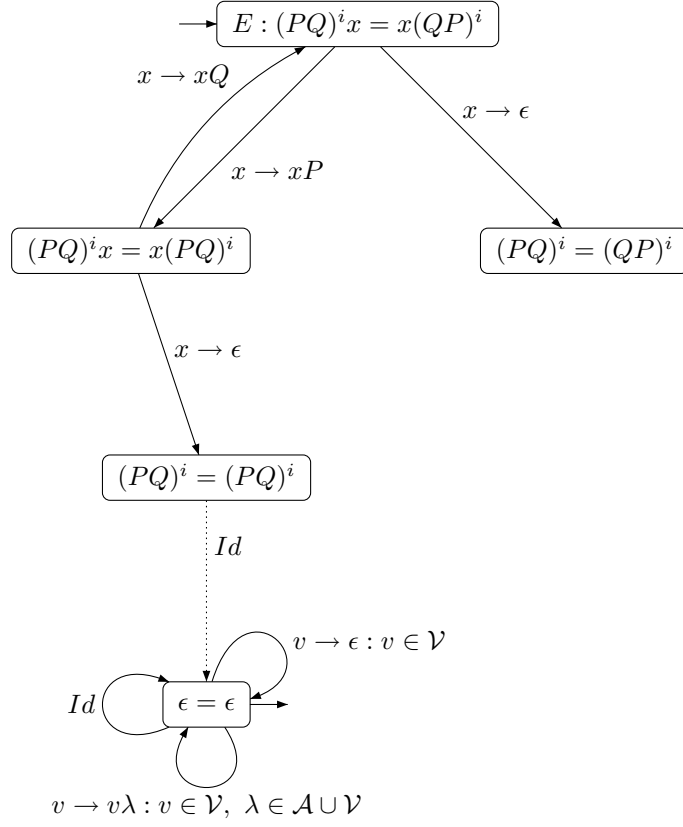 E : (PQ)^i x = x(QP)^i
x → xQ
x → ϵ
x → xP
(PQ)^i x = x(PQ)^i
(PQ)^i = (QP)^i
x → ϵ
(PQ)^i = (PQ)^i
Id
v → ϵ : v ∈ 𝒱
Id
ϵ = ϵ
v → vλ : v ∈ 𝒱, λ ∈ 𝒜 ∪ 𝒱